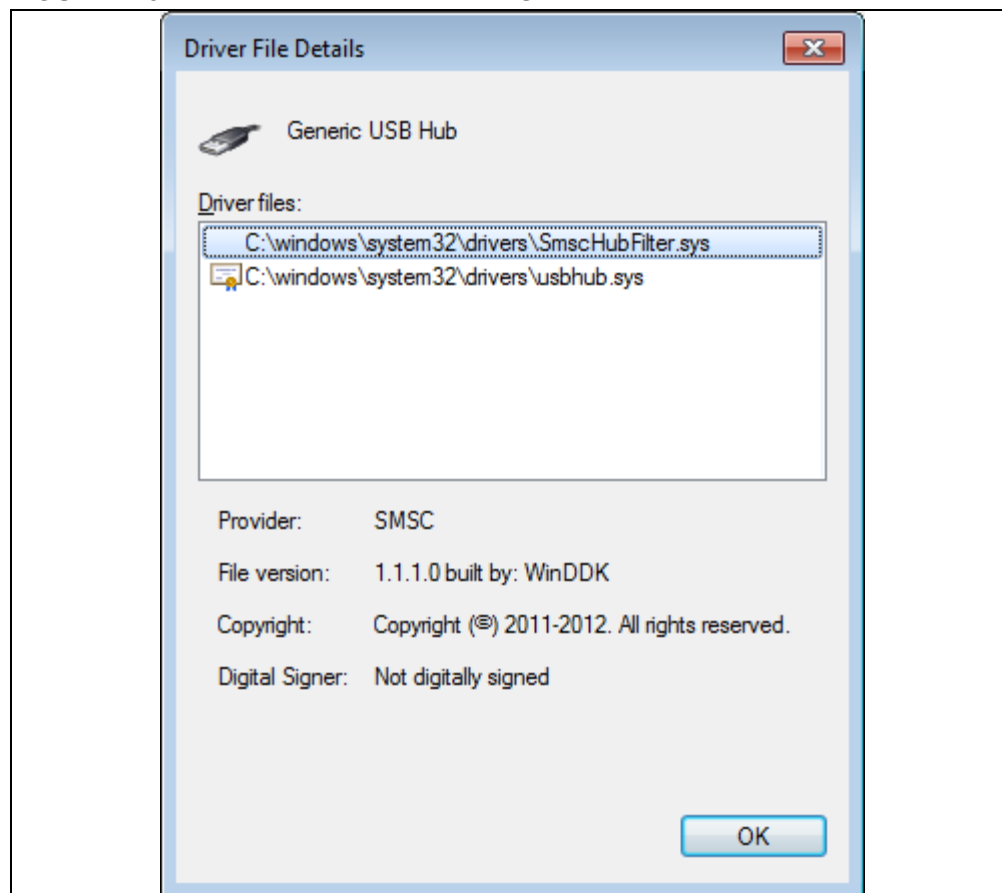 Driver File Details
Generic USB Hub
Driver files:
C:\windows\system32\drivers\SmscHubFilter.sys
C:\windows\system32\drivers\usbhub.sys
Provider: SMSC
File version: 1.1.1.0 built by: WinDDK
Copyright: Copyright (©) 2011-2012. All rights reserved.
Digital Signer: Not digitally signed
OK